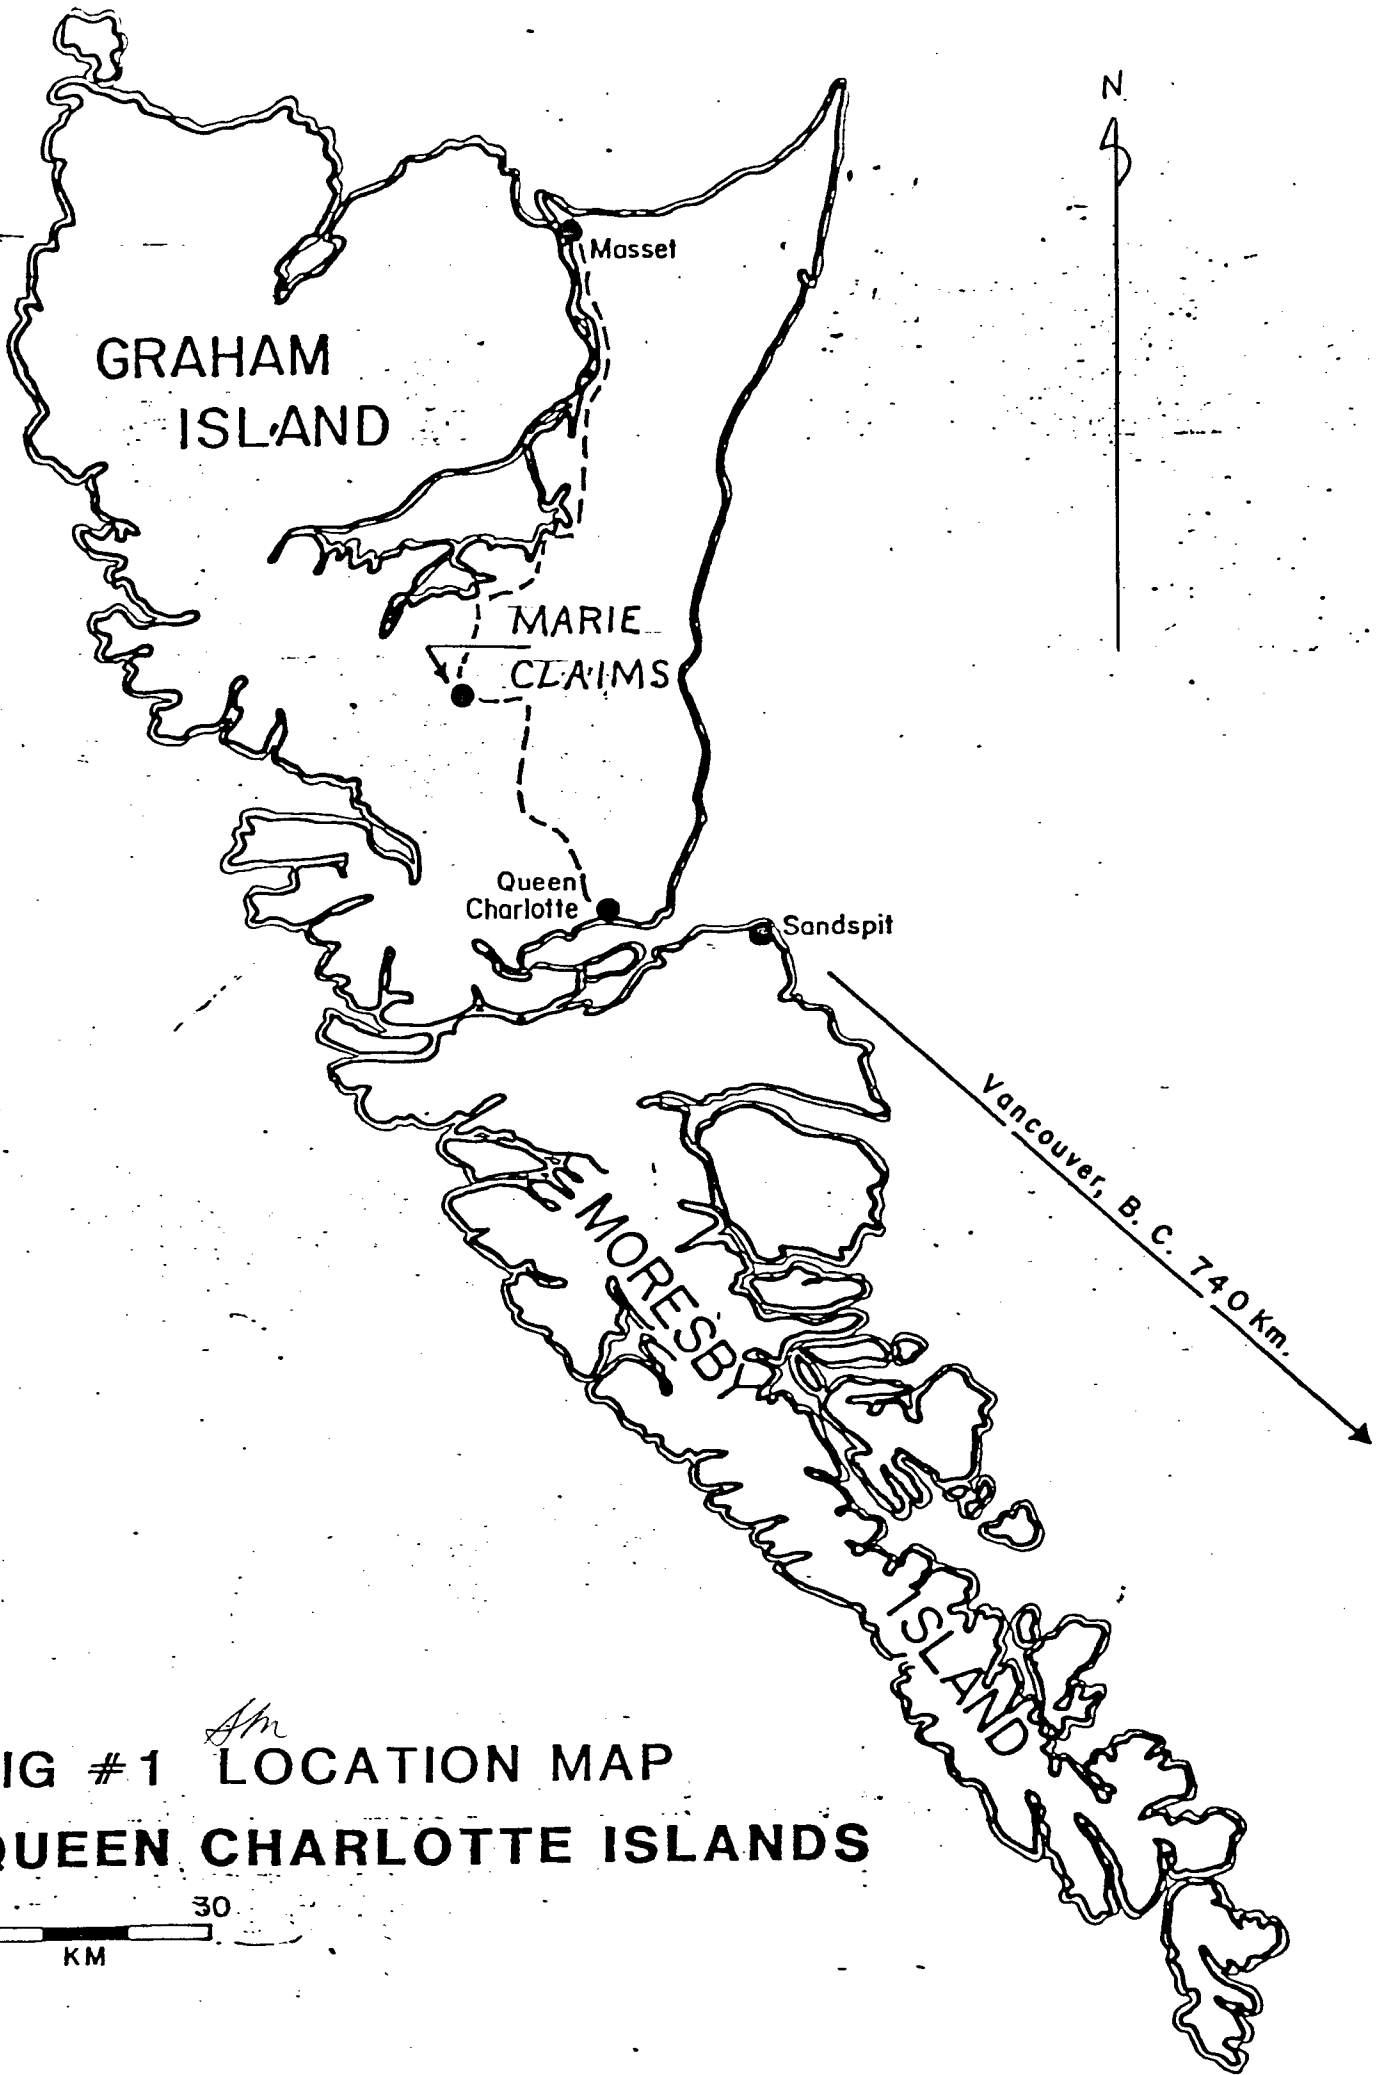 N
Masset
GRAHAM
ISLAND
MARIE
CLAIMS
Queen
Charlotte
Sandspit
Vancouver, B. C. 740 Km.
MORESBY
ISLAND
IG #1 LOCATION MAP
QUEEN CHARLOTTE ISLANDS
30
KM